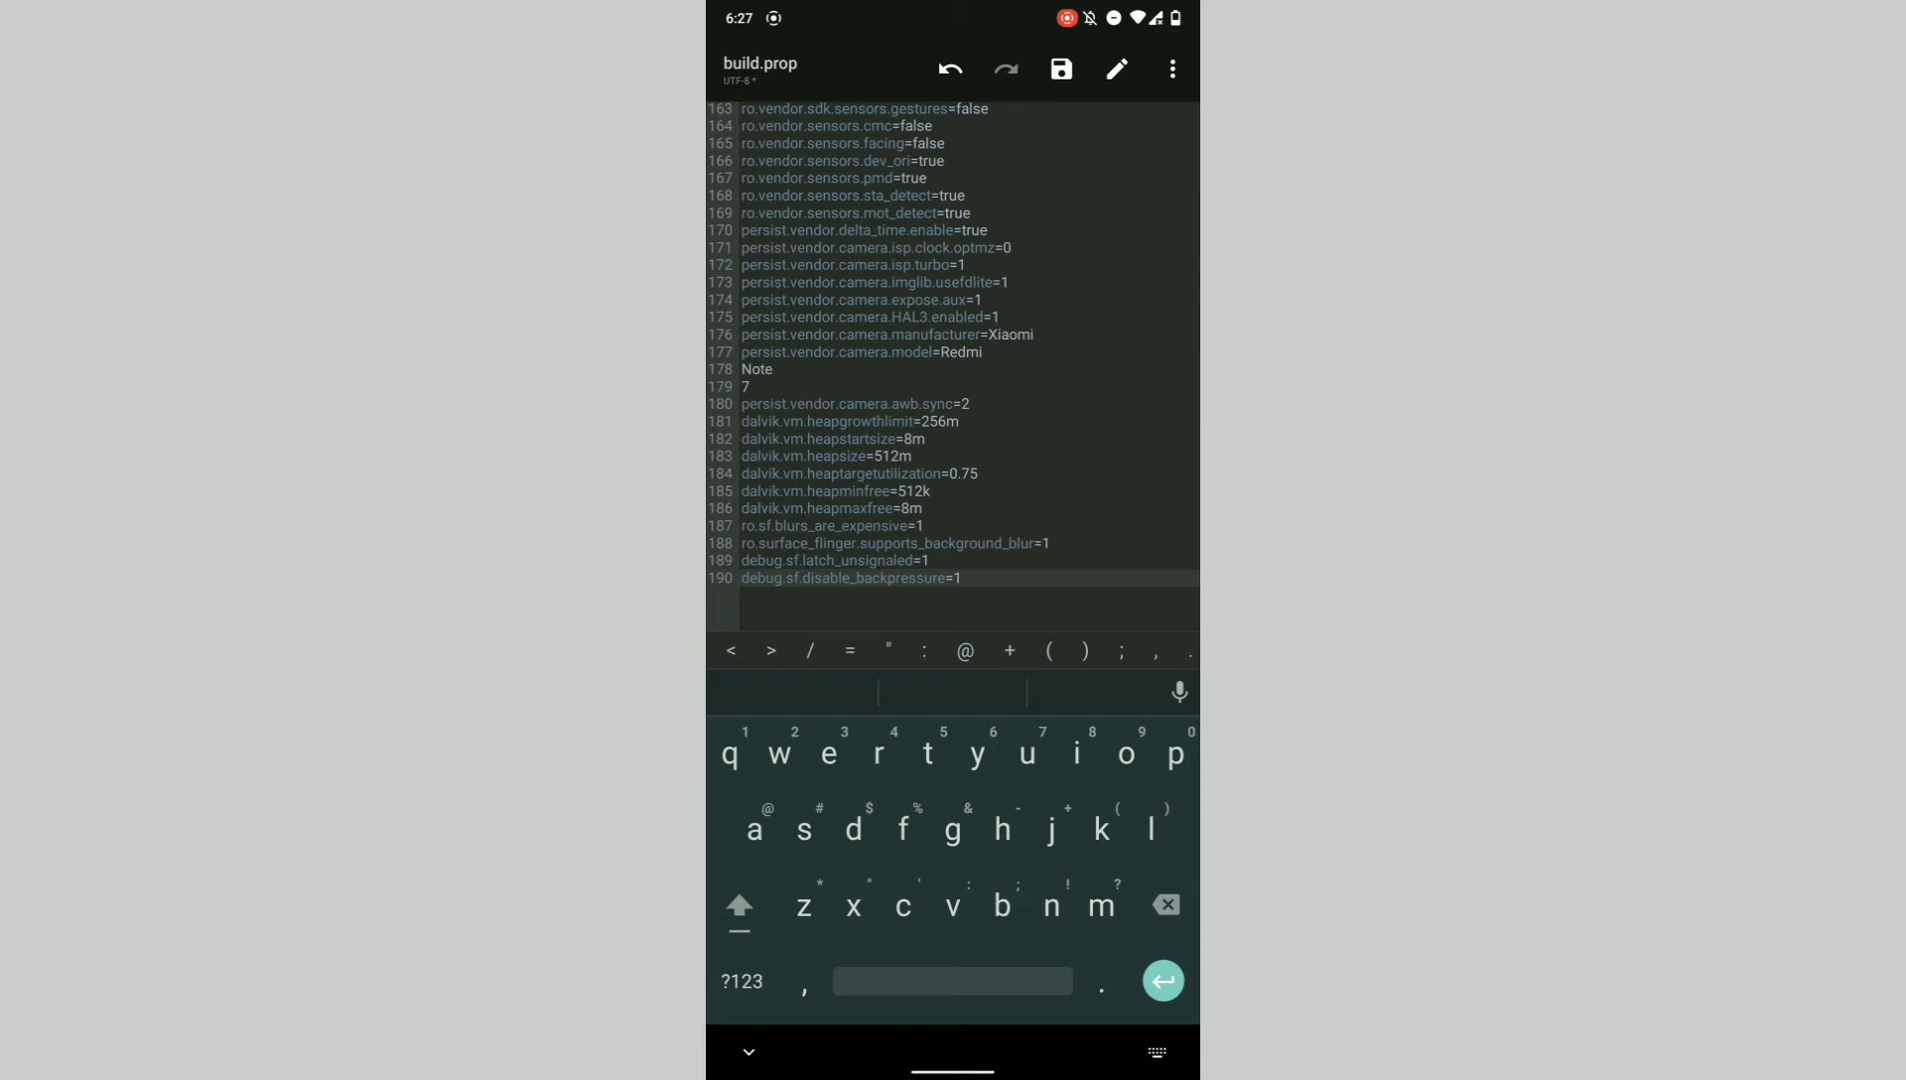 6:27
build.prop
UTF-8 *
163 ro.vendor.sdk.sensors.gestures=false
164 ro.vendor.sensors.cmc=false
165 ro.vendor.sensors.facing=false
166 ro.vendor.sensors.dev_ori=true
167 ro.vendor.sensors.pmd=true
168 ro.vendor.sensors.sta_detect=true
169 ro.vendor.sensors.mot_detect=true
170 persist.vendor.delta_time.enable=true
171 persist.vendor.camera.isp.clock.optmz=0
172 persist.vendor.camera.isp.turbo=1
173 persist.vendor.camera.imglib.usefdlite=1
174 persist.vendor.camera.expose.aux=1
175 persist.vendor.camera.HAL3.enabled=1
176 persist.vendor.camera.manufacturer=Xiaomi
177 persist.vendor.camera.model=Redmi
178 Note
179 7
180 persist.vendor.camera.awb.sync=2
181 dalvik.vm.heapgrowthlimit=256m
182 dalvik.vm.heapstartsize=8m
183 dalvik.vm.heapsize=512m
184 dalvik.vm.heaptargetutilization=0.75
185 dalvik.vm.heapminfree=512k
186 dalvik.vm.heapmaxfree=8m
187 ro.sf.blurs_are_expensive=1
188 ro.surface_flinger.supports_background_blur=1
189 debug.sf.latch_unsignaled=1
190 debug.sf.disable_backpressure=1
< > / = " : @ + ( ) ; , .
1 2 3 4 5 6 7 8 9 0
q w e r t y u i o p
@ # $ % & - + ( )
a s d f g h j k l
* " ' : ; ! ?
z x c v b n m
?123 , .